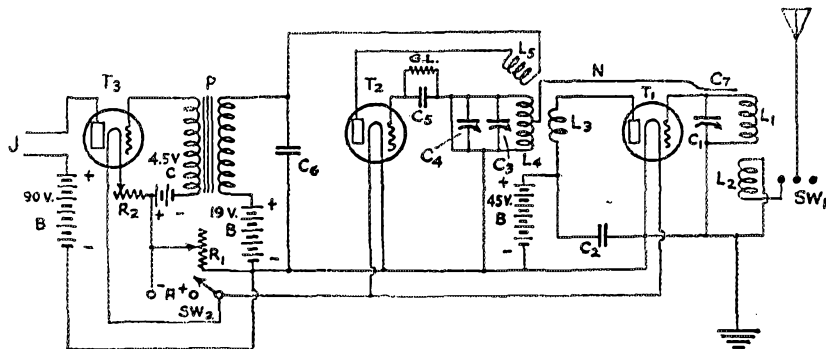 J
T3
P
4.5V
C
+ -
R2
90 V.
B
+
-
19 V.
B
+
-
R1
- A +
SW2
C6
T2
G.L.
C5
C4
C3
L5
L4
N
L3
45V.
B
+
-
C2
T1
C7
C1
L1
L2
SW1